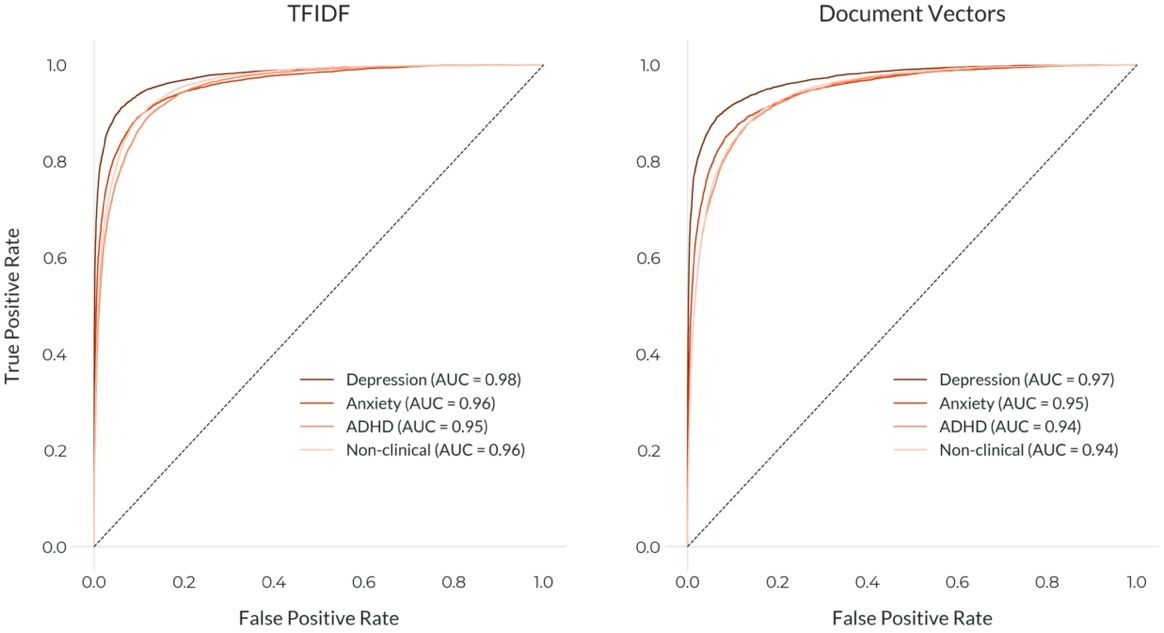 TFIDF
True Positive Rate
1.0
0.8
0.6
0.4
0.2
0.0
Depression (AUC = 0.98)
Anxiety (AUC = 0.96)
ADHD (AUC = 0.95)
Non-clinical (AUC = 0.96)
0.0 0.2 0.4 0.6 0.8 1.0
False Positive Rate
Document Vectors
1.0
0.8
0.6
0.4
0.2
0.0
Depression (AUC = 0.97)
Anxiety (AUC = 0.95)
ADHD (AUC = 0.94)
Non-clinical (AUC = 0.94)
0.0 0.2 0.4 0.6 0.8 1.0
False Positive Rate